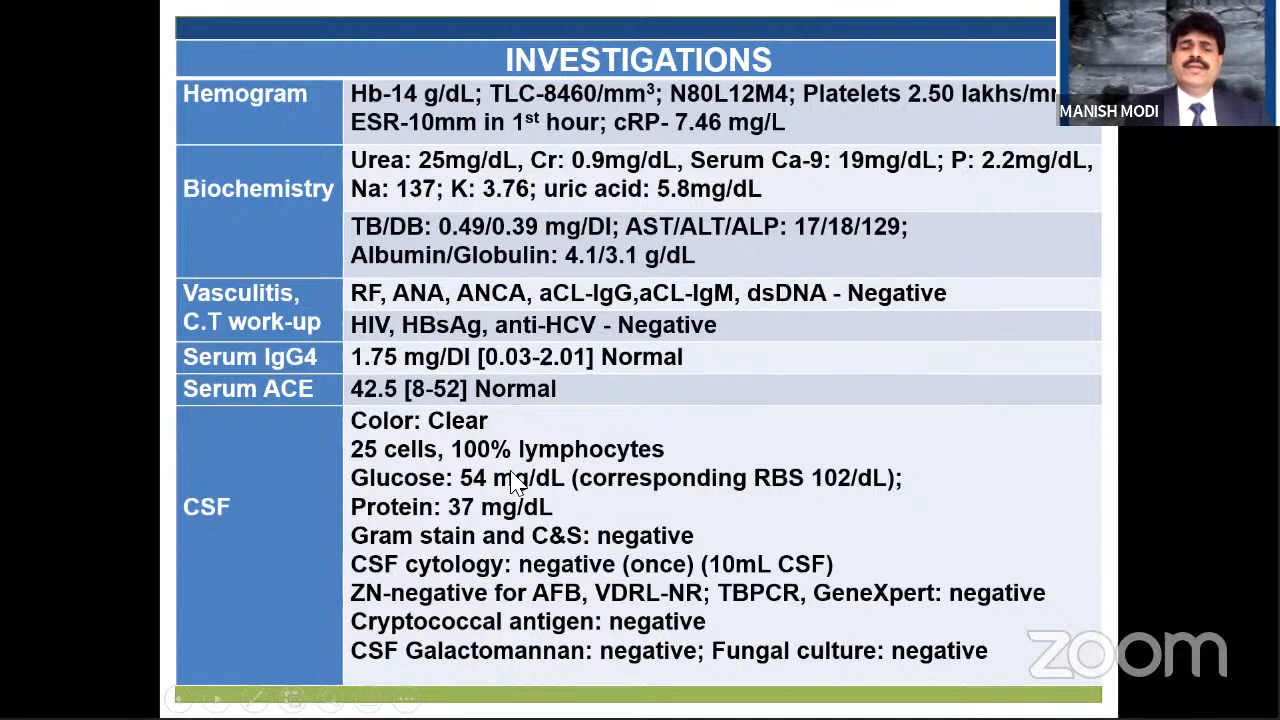 INVESTIGATIONS
Hemogram
Hb-14 g/dL; TLC-8460/mm³; N80L12M4; Platelets 2.50 lakhs/mm
ESR-10mm in 1st hour; cRP- 7.46 mg/L
Biochemistry
Urea: 25mg/dL, Cr: 0.9mg/dL, Serum Ca-9: 19mg/dL; P: 2.2mg/dL,
Na: 137; K: 3.76; uric acid: 5.8mg/dL
TB/DB: 0.49/0.39 mg/Dl; AST/ALT/ALP: 17/18/129;
Albumin/Globulin: 4.1/3.1 g/dL
Vasculitis,
C.T work-up
RF, ANA, ANCA, aCL-IgG,aCL-IgM, dsDNA - Negative
HIV, HBsAg, anti-HCV - Negative
Serum IgG4
1.75 mg/Dl [0.03-2.01] Normal
Serum ACE
42.5 [8-52] Normal
CSF
Color: Clear
25 cells, 100% lymphocytes
Glucose: 54 mg/dL (corresponding RBS 102/dL);
Protein: 37 mg/dL
Gram stain and C&S: negative
CSF cytology: negative (once) (10mL CSF)
ZN-negative for AFB, VDRL-NR; TBPCR, GeneXpert: negative
Cryptococcal antigen: negative
CSF Galactomannan: negative; Fungal culture: negative
MANISH MODI
zoom